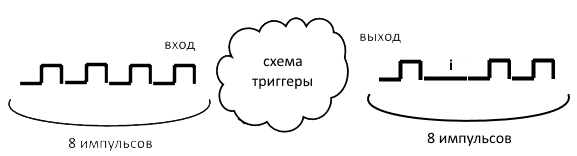 вход
схема
триггеры
выход
i
8 импульсов
8 импульсов